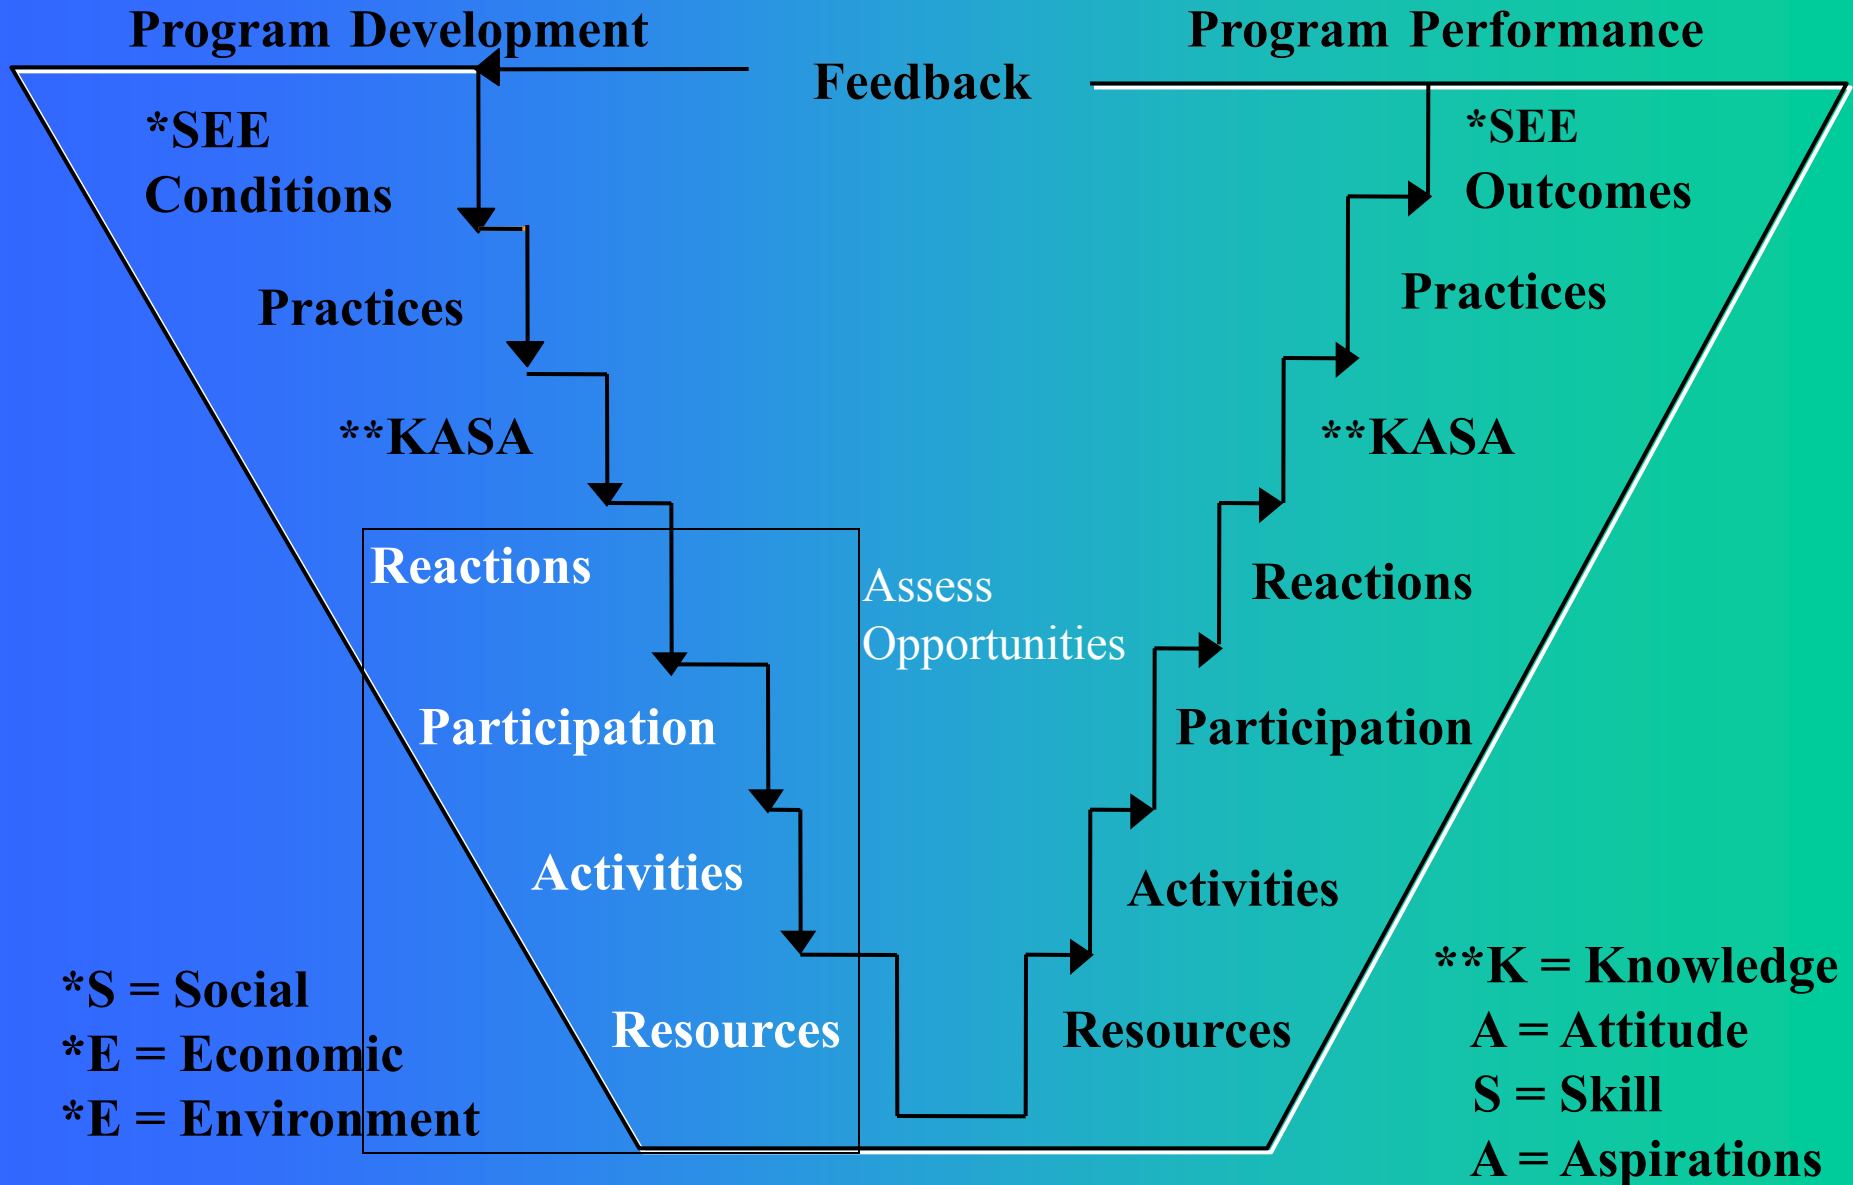 Program Development
Program Performance
Feedback
*SEE
Conditions
Practices
**KASA
Reactions
Participation
Activities
Resources
Assess
Opportunities
*SEE
Outcomes
Practices
**KASA
Reactions
Participation
Activities
Resources
*S = Social
*E = Economic
*E = Environment
**K = Knowledge
A = Attitude
S = Skill
A = Aspirations